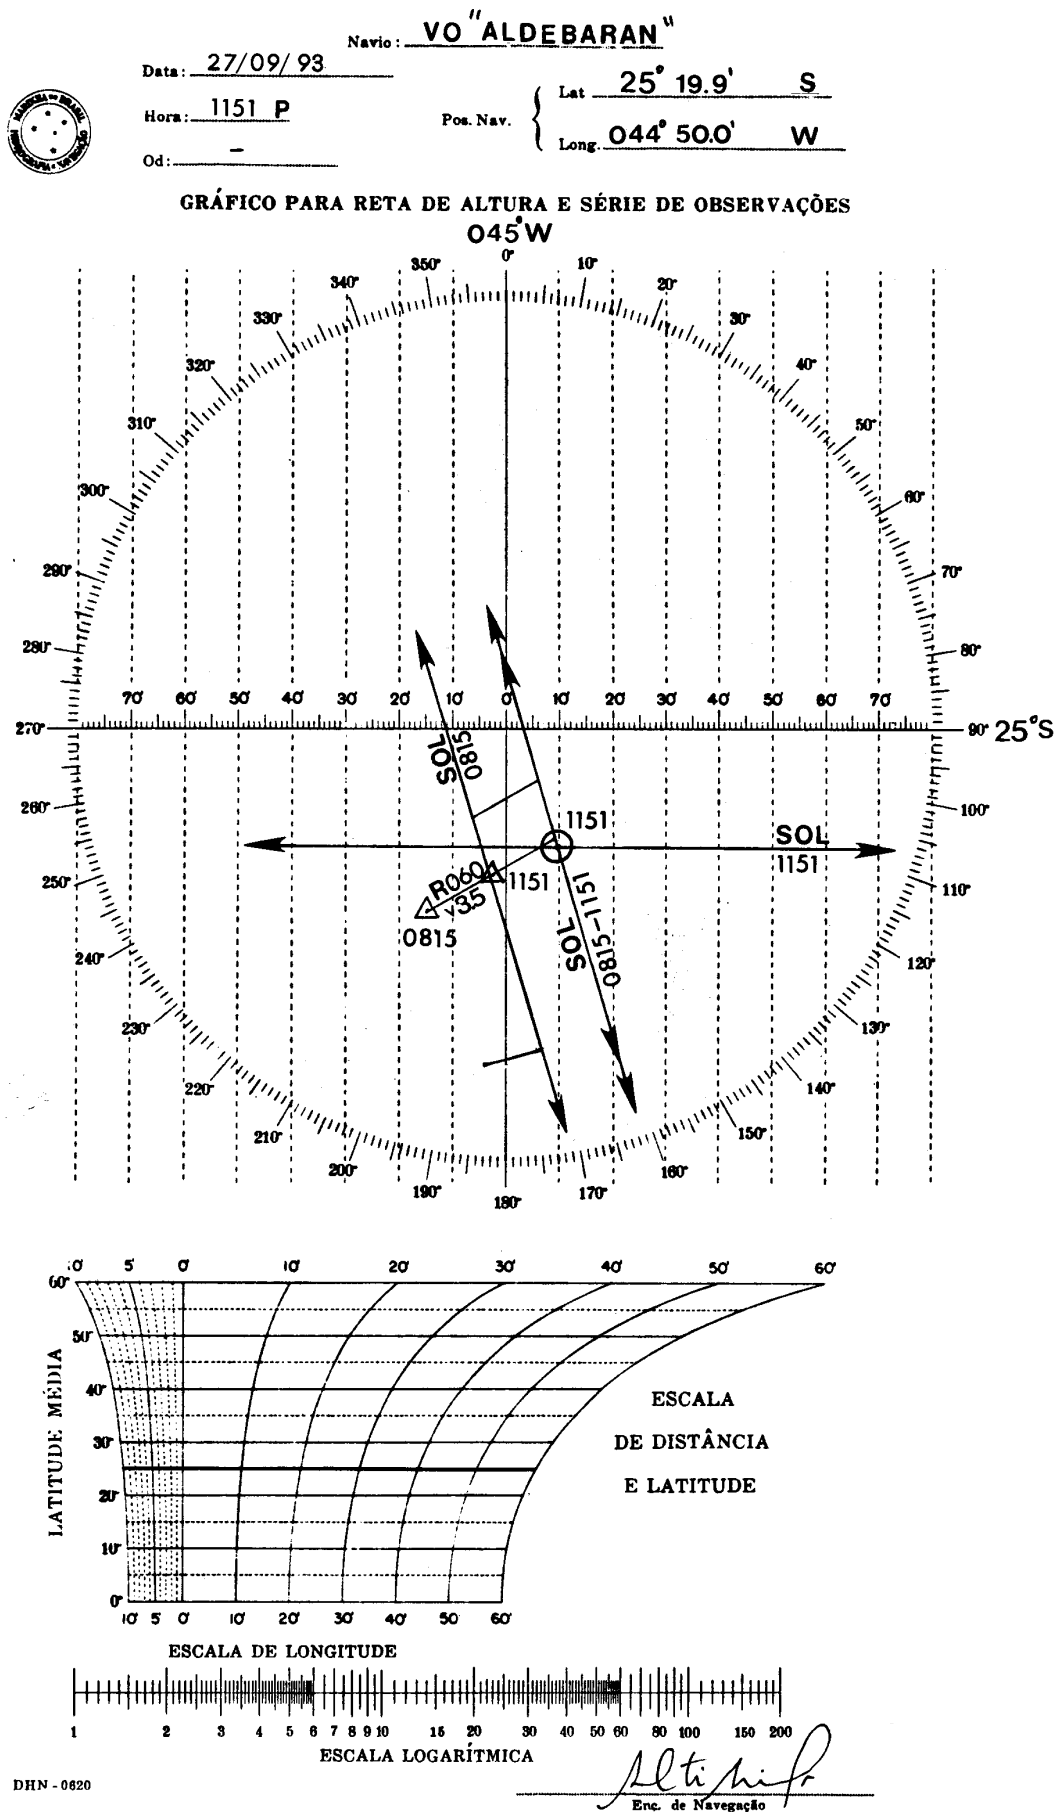 Navio: VO "ALDEBARAN"
Data: 27/09/93
Hora: 1151 P
Od: -
Pos. Nav.
Lat 25° 19.9' S
Long. 044° 50.0' W
GRÁFICO PARA RETA DE ALTURA E SÉRIE DE OBSERVAÇÕES
045°W
0° 10° 20° 30° 40° 50° 60° 70° 80° 90° 25°S
100° 110° 120° 130° 140° 150° 160° 170° 180°
190° 200° 210° 220° 230° 240° 250° 260° 270°
280° 290° 300° 310° 320° 330° 340° 350°
70' 60' 50' 40' 30 20' 10' 0' 10' 20' 30 40' 50' 60' 70'
SOL
0815
1151
SOL
1151
R060
v3.5
1151
0815
SOL
0815-1151
10' 5' 0' 10' 20' 30' 40' 50' 60'
60°
50°
40°
30°
20°
10°
0°
LATITUDE MÉDIA
ESCALA
DE DISTÂNCIA
E LATITUDE
10' 5' 0' 10' 20' 30' 40' 50' 60'
ESCALA DE LONGITUDE
1 2 3 4 5 6 7 8 9 10 15 20 30 40 50 60 80 100 150 200
ESCALA LOGARÍTMICA
DHN - 0620
Enc. de Navegação